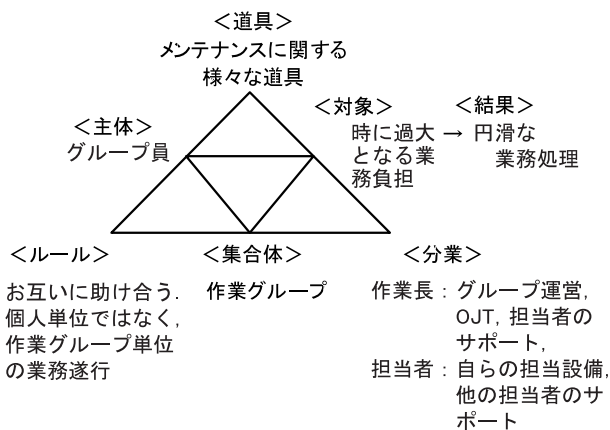 ＜道具＞
メンテナンスに関する
様々な道具
＜主体＞
グループ員
＜対象＞
時に過大
となる業
務負担
→
＜結果＞
円滑な
業務処理
＜ルール＞
お互いに助け合う.
個人単位ではなく,
作業グループ単位
の業務遂行
＜集合体＞
作業グループ
＜分業＞
作業長：グループ運営,
OJT, 担当者の
サポート,
担当者：自らの担当設備,
他の担当者のサ
ポート